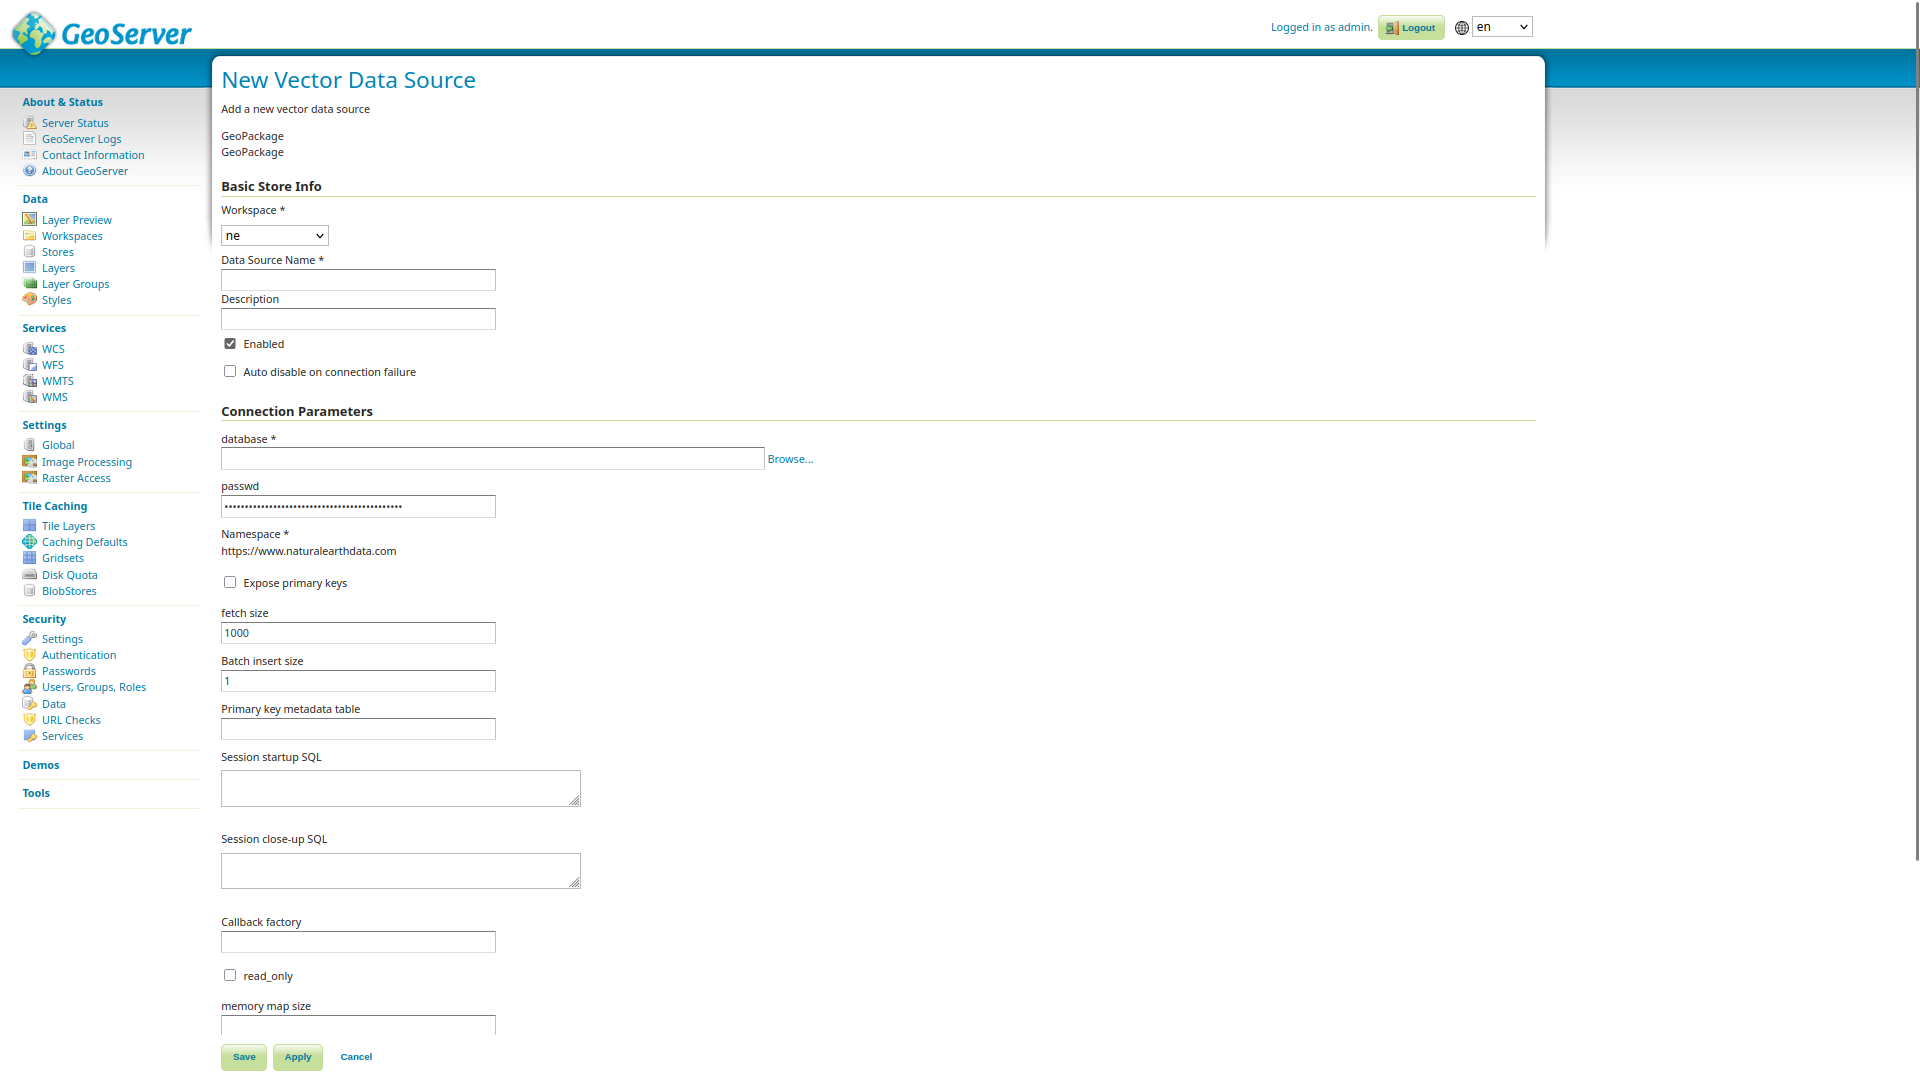 GeoServer
Logged in as admin. Logout en
New Vector Data Source
Add a new vector data source
GeoPackage
GeoPackage
Basic Store Info
Workspace *
ne
Data Source Name *
Description
Enabled
Auto disable on connection failure
Connection Parameters
database *
Browse...
passwd
••••••••••••••••••••••••••••••••••••••••••••
Namespace *
https://www.naturalearthdata.com
Expose primary keys
fetch size
1000
Batch insert size
1
Primary key metadata table
Session startup SQL
Session close-up SQL
Callback factory
read_only
memory map size
Save Apply Cancel
About & Status
Server Status
GeoServer Logs
Contact Information
About GeoServer
Data
Layer Preview
Workspaces
Stores
Layers
Layer Groups
Styles
Services
WCS
WFS
WMTS
WMS
Settings
Global
Image Processing
Raster Access
Tile Caching
Tile Layers
Caching Defaults
Gridsets
Disk Quota
BlobStores
Security
Settings
Authentication
Passwords
Users, Groups, Roles
Data
URL Checks
Services
Demos
Tools